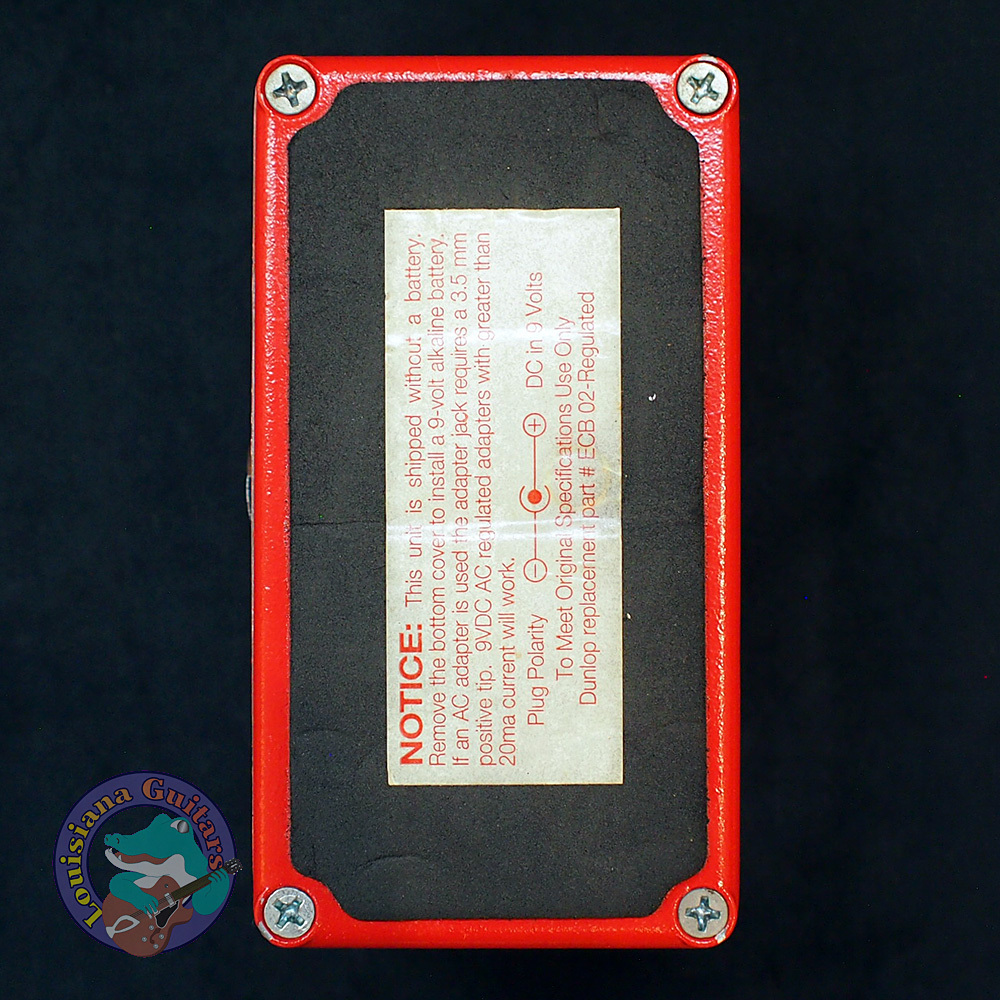 NOTICE: This unit is shipped without a battery.
Remove the bottom cover to install a 9-volt alkaline battery.
If an AC adapter is used the adapter jack requires a 3.5 mm
positive tip. 9VDC AC regulated adapters with greater than
20ma current will work.
Plug Polarity - + DC in 9 Volts
To Meet Original Specifications Use Only
Dunlop replacement part # ECB 02-Regulated
Louisiana Guitars